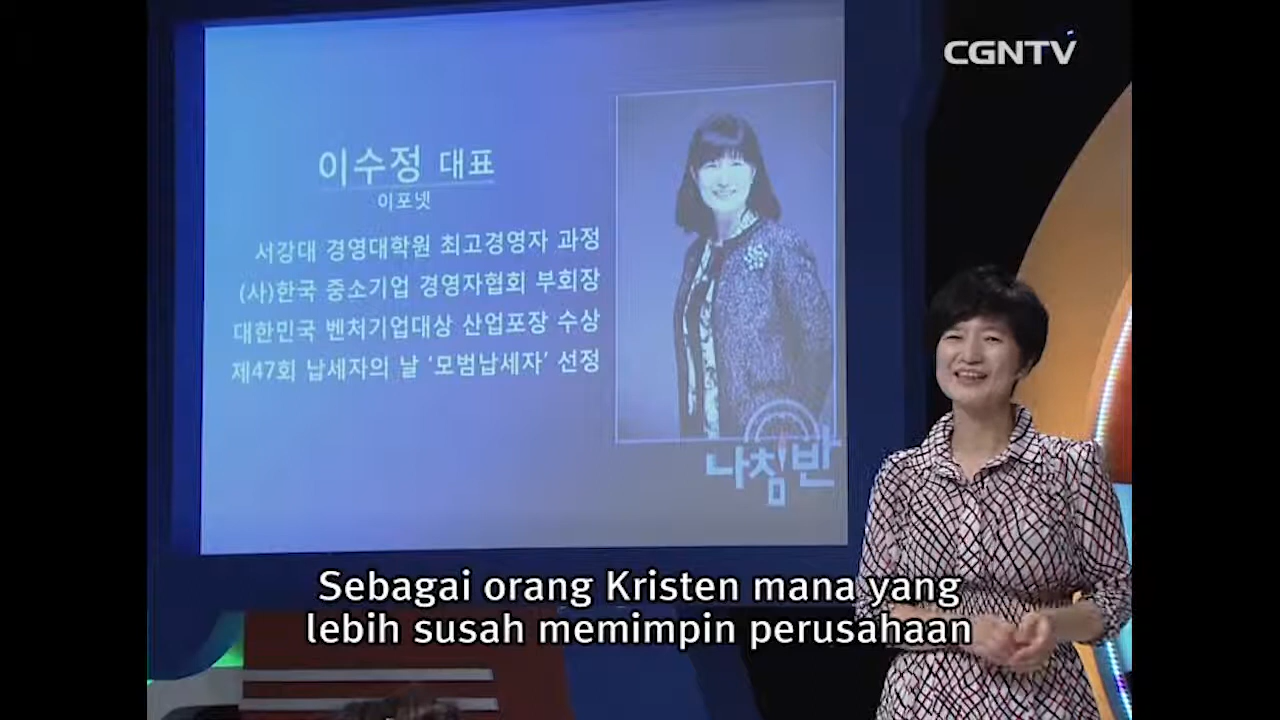 CGNTV
이수정 대표
이포넷
서강대 경영대학원 최고경영자 과정
(사)한국 중소기업 경영자협회 부회장
대한민국 벤처기업대상 산업포장 수상
제47회 납세자의 날 ‘모범납세자’ 선정
나침반
Sebagai orang Kristen mana yang
lebih susah memimpin perusahaan